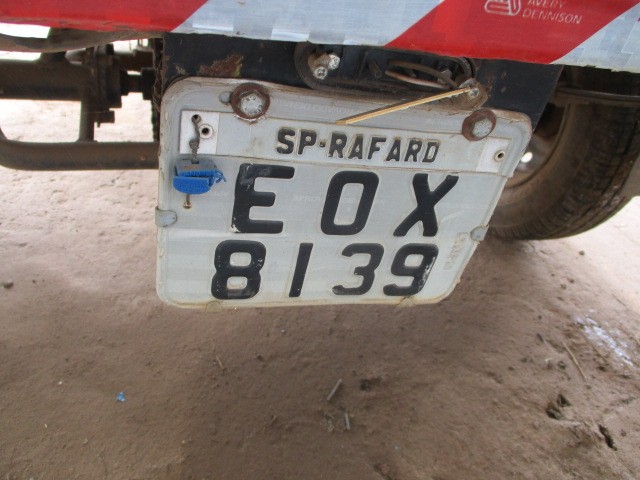 AVERY
DENNISON
SP-RAFARD
EOX
8139